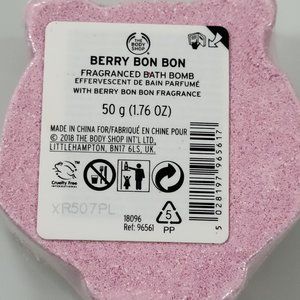 THE
BODY
SHOP
BERRY BON BON
FRAGRANCED BATH BOMB
EFFERVESCENT DE BAIN PARFUMÉ
WITH BERRY BON BON FRAGRANCE
50 g (1.76 OZ)
MADE IN CHINA FOR/FABRIQUÉ EN CHINE POUR
© 2018 THE BODY SHOP INT'L LTD,
LITTLEHAMPTON, BN17 6LS, UK.
Cruelty Free
INTERNATIONAL
XR507PL
18096
Ref: 96561
5
PP
5 028197 965617